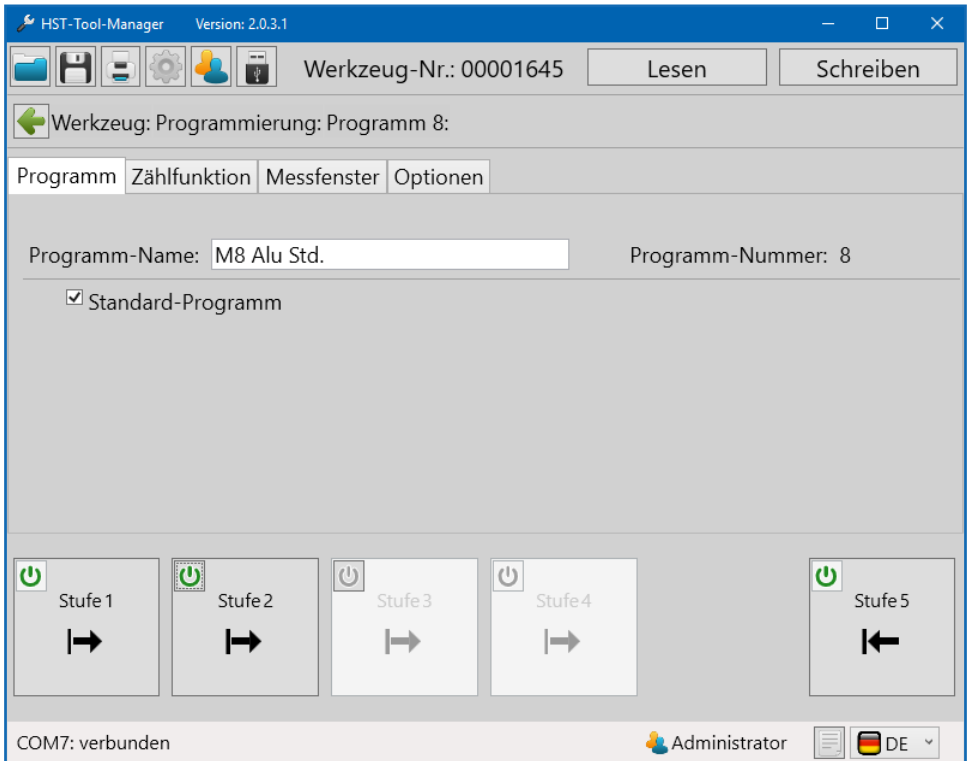 HST-Tool-Manager Version: 2.0.3.1
Werkzeug-Nr.: 00001645 Lesen Schreiben
Werkzeug: Programmierung: Programm 8:
Programm Zählfunktion Messfenster Optionen
Programm-Name: M8 Alu Std. Programm-Nummer: 8
Standard-Programm
Stufe 1 Stufe 2 Stufe 3 Stufe 4 Stufe 5
COM7: verbunden Administrator DE